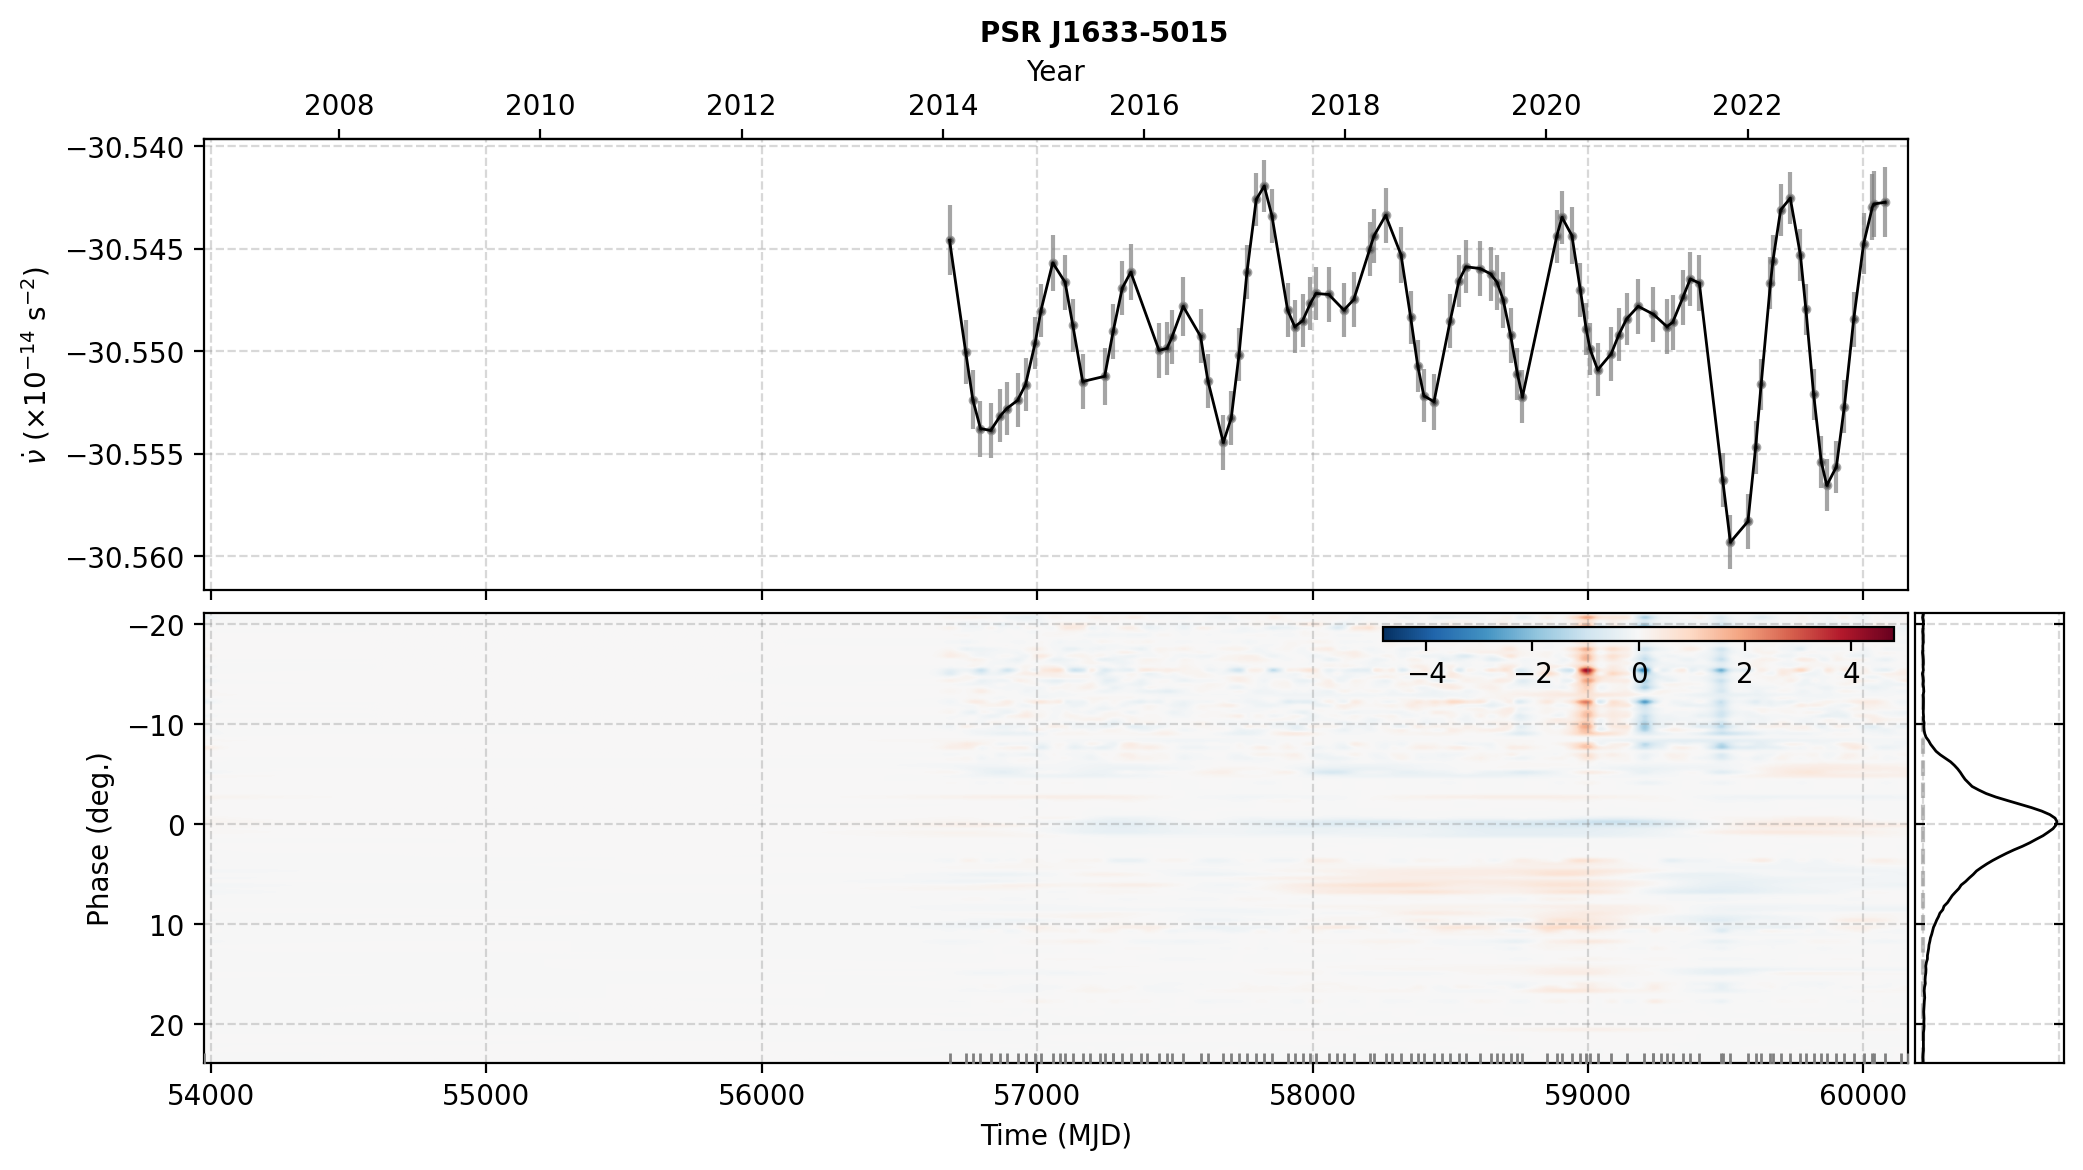 PSR J1633-5015
Year
2008 2010 2012 2014 2016 2018 2020 2022
−30.540
−30.545
−30.550
−30.555
−30.560
ν̇ (×10⁻¹⁴ s⁻²)
−20
−10
0
10
20
Phase (deg.)
−4 −2 0 2 4
54000 55000 56000 57000 58000 59000 60000
Time (MJD)